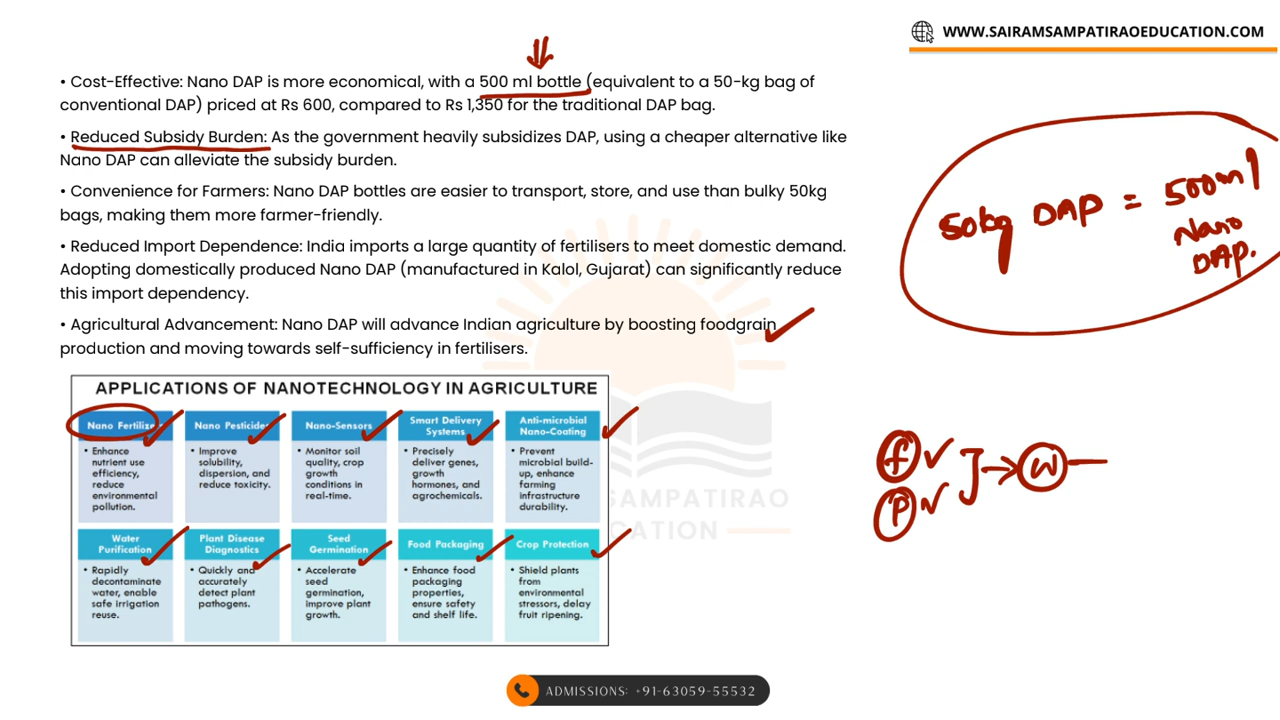 WWW.SAIRAMSAMPATIRAOEDUCATION.COM
• Cost-Effective: Nano DAP is more economical, with a 500 ml bottle (equivalent to a 50-kg bag of
conventional DAP) priced at Rs 600, compared to Rs 1,350 for the traditional DAP bag.
• Reduced Subsidy Burden: As the government heavily subsidizes DAP, using a cheaper alternative like
Nano DAP can alleviate the subsidy burden.
• Convenience for Farmers: Nano DAP bottles are easier to transport, store, and use than bulky 50kg
bags, making them more farmer-friendly.
• Reduced Import Dependence: India imports a large quantity of fertilisers to meet domestic demand.
Adopting domestically produced Nano DAP (manufactured in Kalol, Gujarat) can significantly reduce
this import dependency.
• Agricultural Advancement: Nano DAP will advance Indian agriculture by boosting foodgrain
production and moving towards self-sufficiency in fertilisers.
50kg DAP = 500ml
Nano
DAP.
APPLICATIONS OF NANOTECHNOLOGY IN AGRICULTURE
Nano Fertilizer
• Enhance
nutrient use
efficiency,
reduce
environmental
pollution.
Nano Pesticides
• Improve
solubility,
dispersion, and
reduce toxicity.
Nano-Sensors
• Monitor soil
quality, crop
growth
conditions in
real-time.
Smart Delivery
Systems
• Precisely
deliver genes,
growth
hormones, and
agrochemicals.
Anti-microbial
Nano-Coating
• Prevent
microbial build-
up, enhance
farming
infrastructure
durability.
Water
Purification
• Rapidly
decontaminate
water, enable
safe irrigation
reuse.
Plant Disease
Diagnostics
• Quickly and
accurately
detect plant
pathogens.
Seed
Germination
• Accelerate
seed
germination,
improve plant
growth.
Food Packaging
• Enhance food
packaging
properties,
ensure safety
and shelf life.
Crop Protection
• Shield plants
from
environmental
stressors, delay
fruit ripening.
f
P
W
SAMPATIRAO
CATION
ADMISSIONS: +91-63059-55532